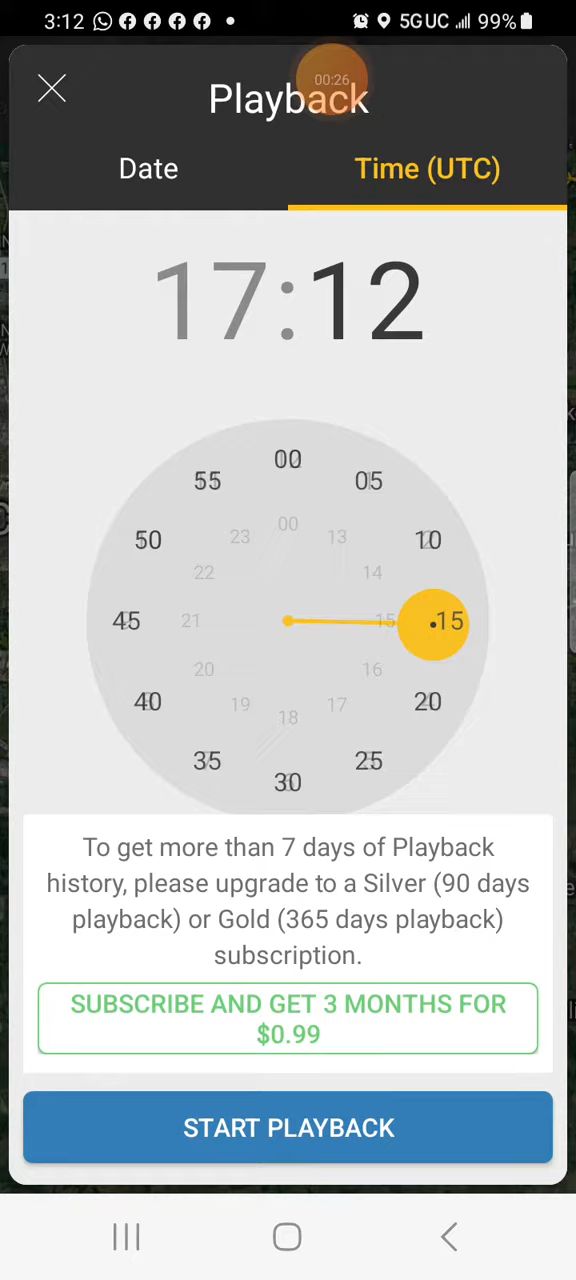 3:12 5G UC 99%
00:26
Playback
Date Time (UTC)
17:12
00
55 05
23 00 13
50 10
22 14
45 21 15 15
20 16
40 20
19 18 17
35 25
30
To get more than 7 days of Playback
history, please upgrade to a Silver (90 days
playback) or Gold (365 days playback)
subscription.
SUBSCRIBE AND GET 3 MONTHS FOR
$0.99
START PLAYBACK